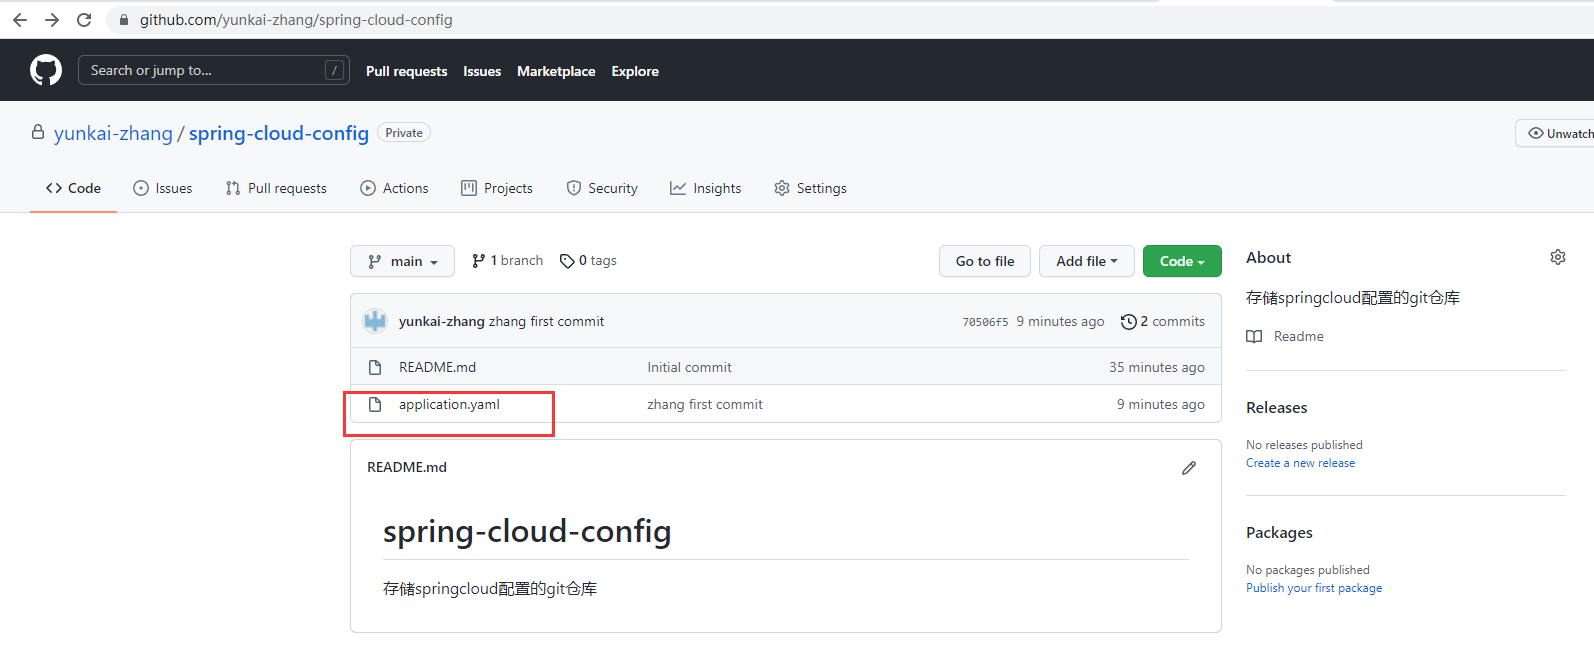 github.com/yunkai-zhang/spring-cloud-config
Search or jump to... /
Pull requests Issues Marketplace Explore
yunkai-zhang / spring-cloud-config Private
Unwatch
Code Issues Pull requests Actions Projects Security Insights Settings
main 1 branch 0 tags Go to file Add file Code
yunkai-zhang zhang first commit 70506f5 9 minutes ago 2 commits
README.md Initial commit 35 minutes ago
application.yaml zhang first commit 9 minutes ago
README.md
spring-cloud-config
存储springcloud配置的git仓库
About
存储springcloud配置的git仓库
Readme
Releases
No releases published
Create a new release
Packages
No packages published
Publish your first package